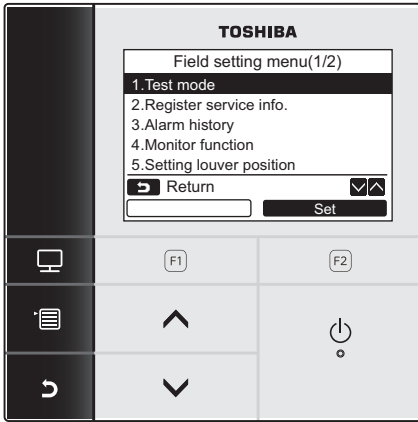 TOSHIBA
Field setting menu(1/2)
1.Test mode
2.Register service info.
3.Alarm history
4.Monitor function
5.Setting louver position
Return
Set
F1
F2